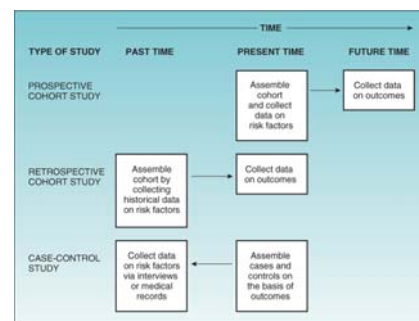 TIME
TYPE OF STUDY PAST TIME PRESENT TIME FUTURE TIME
PROSPECTIVE
COHORT STUDY
Assemble
cohort
and collect
data on
risk factors
Collect data
on outcomes
RETROSPECTIVE
COHORT STUDY
Assemble
cohort by
collecting
historical data
on risk factors
Collect data
on outcomes
CASE-CONTROL
STUDY
Collect data
on risk factors
via interviews
or medical
records
Assemble
cases and
controls on
the basis of
outcomes